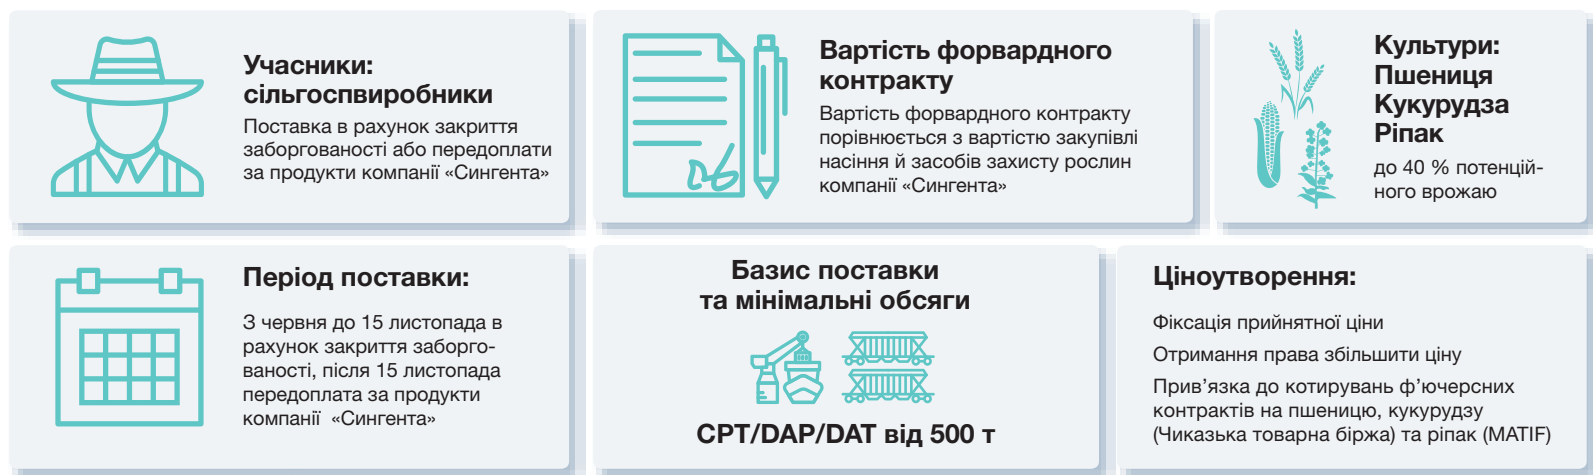 Учасники:
сільгоспвиробники
Поставка в рахунок закриття
заборгованості або передоплати
за продукти компанії «Сингента»
Вартість форвардного
контракту
Вартість форвардного контракту
порівнюється з вартістю закупівлі
насіння й засобів захисту рослин
компанії «Сингента»
Культури:
Пшениця
Кукурудза
Ріпак
до 40 % потенцій-
ного врожаю
Період поставки:
З червня до 15 листопада в
рахунок закриття заборго-
ваності, після 15 листопада
передоплата за продукти
компанії «Сингента»
Базис поставки
та мінімальні обсяги
CPT/DAP/DAT від 500 т
Ціноутворення:
Фіксація прийнятної ціни
Отримання права збільшити ціну
Прив’язка до котирувань ф’ючерсних
контрактів на пшеницю, кукурудзу
(Чиказька товарна біржа) та ріпак (MATIF)